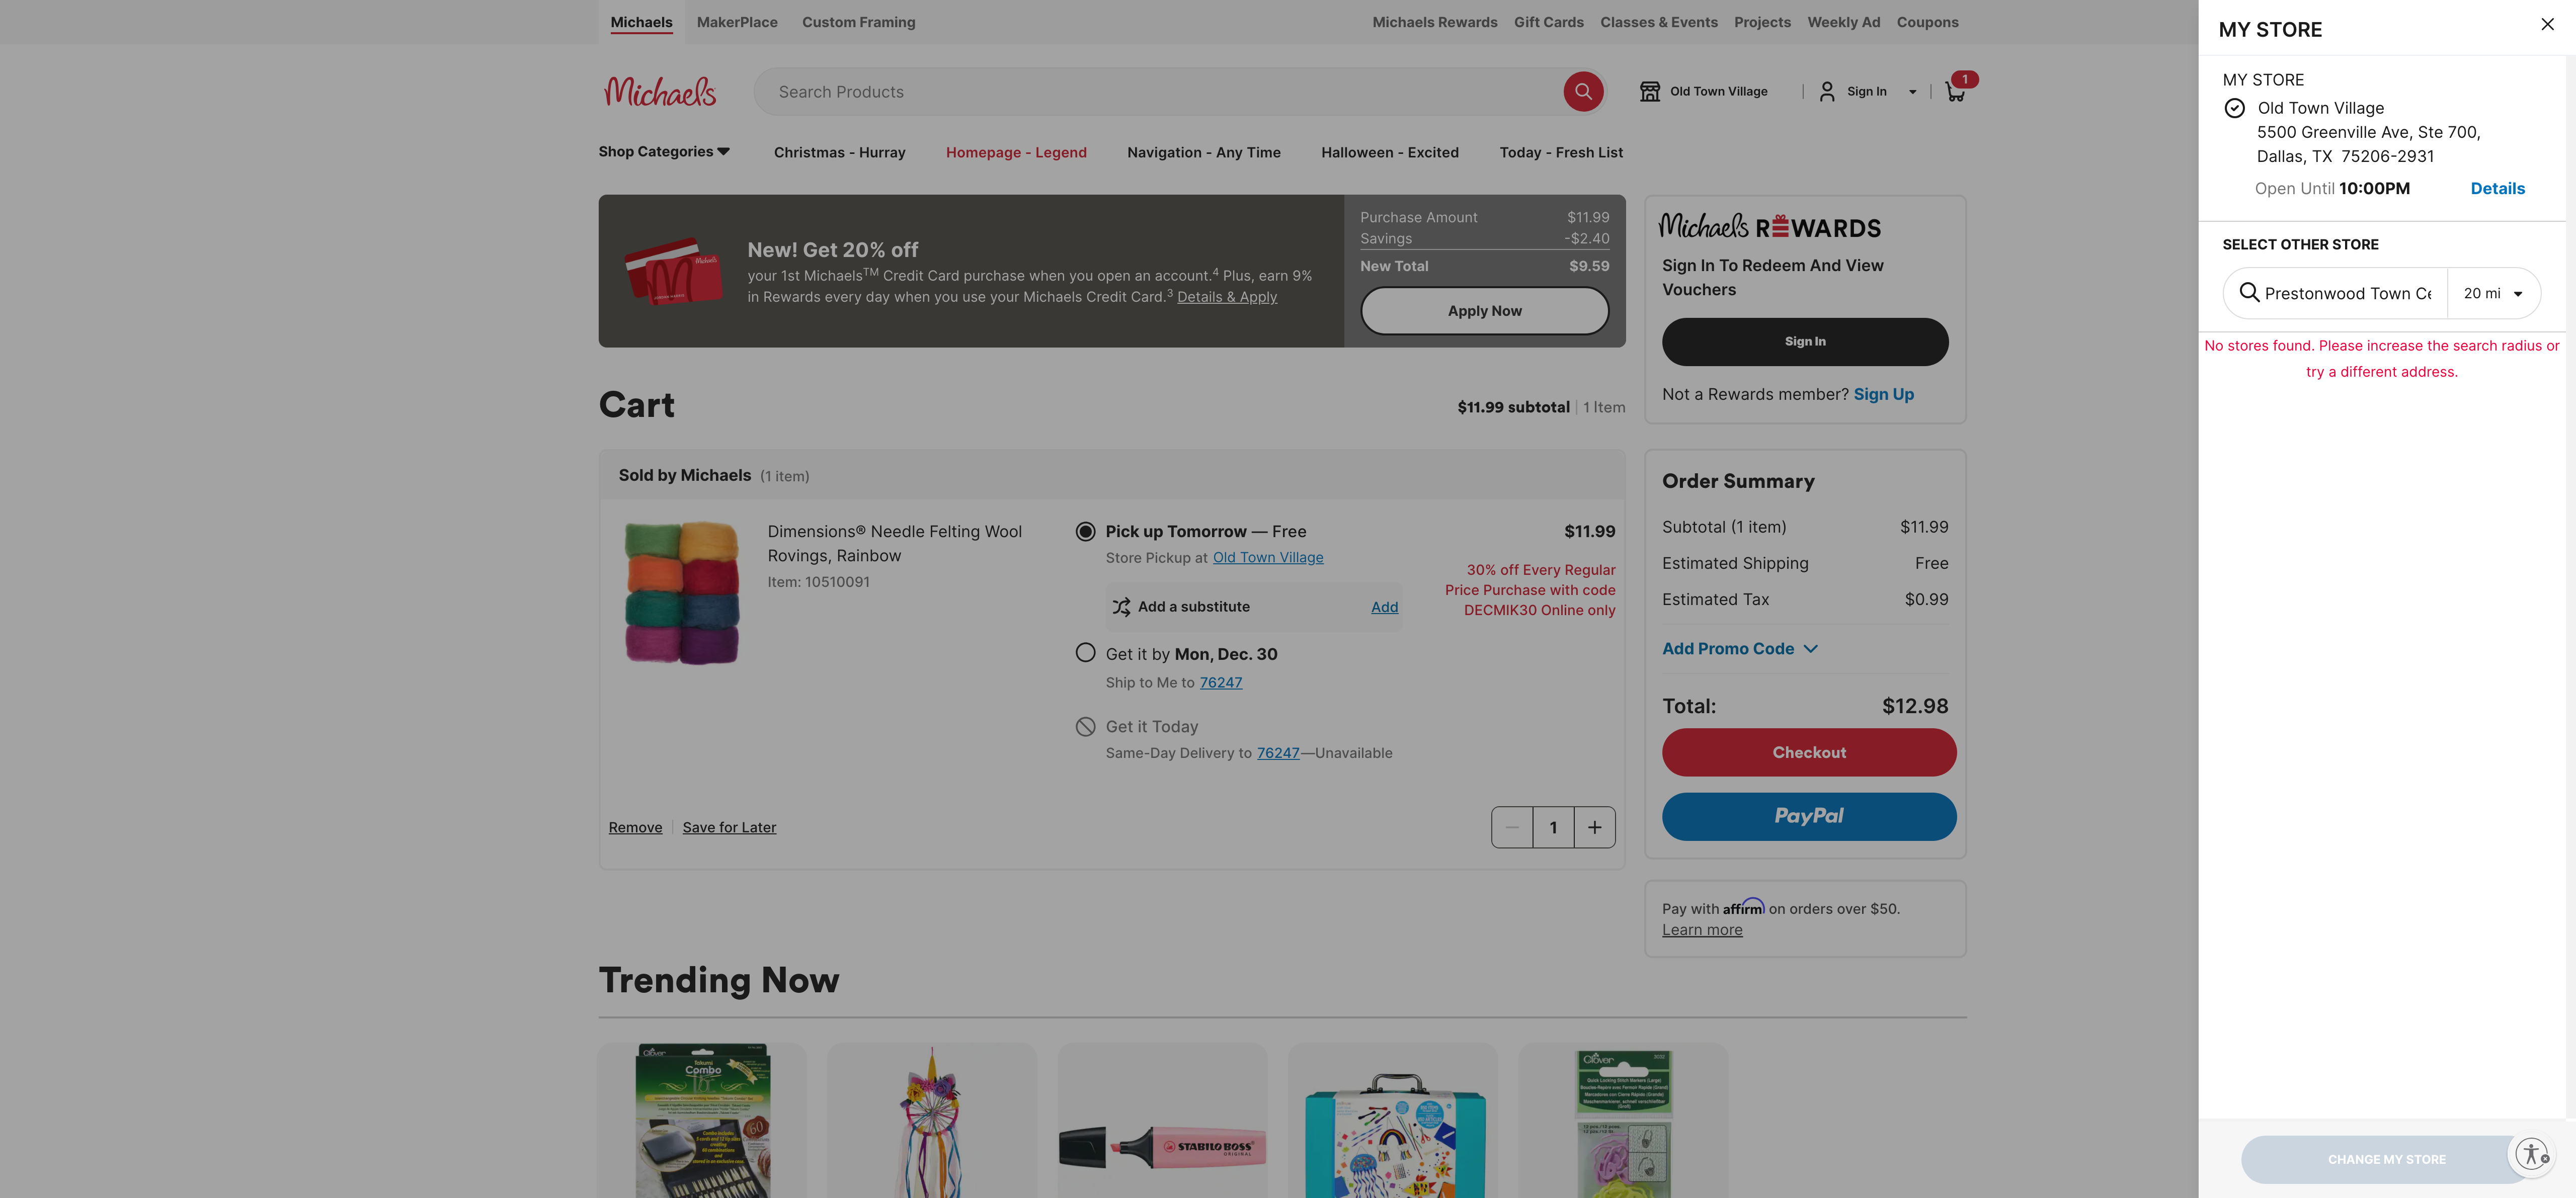 Michaels
MakerPlace
Custom Framing
Michaels Rewards
Gift Cards
Classes & Events
Projects
Weekly Ad
Coupons
Michaels
Search Products
Old Town Village
Sign In
1
Shop Categories
Christmas - Hurray
Homepage - Legend
Navigation - Any Time
Halloween - Excited
Today - Fresh List
New! Get 20% off
your 1st Michaels™ Credit Card purchase when you open an account.4 Plus, earn 9%
in Rewards every day when you use your Michaels Credit Card.3 Details & Apply
Purchase Amount $11.99
Savings -$2.40
New Total $9.59
Apply Now
Michaels REWARDS
Sign In To Redeem And View
Vouchers
Sign In
Not a Rewards member? Sign Up
Cart
$11.99 subtotal | 1 Item
Sold by Michaels (1 item)
Dimensions® Needle Felting Wool
Rovings, Rainbow
Item: 10510091
Pick up Tomorrow — Free
Store Pickup at Old Town Village
Add a substitute Add
$11.99
30% off Every Regular
Price Purchase with code
DECMIK30 Online only
Get it by Mon, Dec. 30
Ship to Me to 76247
Get it Today
Same-Day Delivery to 76247—Unavailable
Remove | Save for Later
1
Order Summary
Subtotal (1 item) $11.99
Estimated Shipping Free
Estimated Tax $0.99
Add Promo Code
Total: $12.98
Checkout
PayPal
Pay with affirm on orders over $50.
Learn more
Trending Now
Clover
takumi
Combo
60
STABILO BOSS
ORIGINAL
Clover
Quick Locking Stitch Markers (Large)
MY STORE
MY STORE
Old Town Village
5500 Greenville Ave, Ste 700,
Dallas, TX 75206-2931
Open Until 10:00PM Details
SELECT OTHER STORE
Prestonwood Town Ce
20 mi
No stores found. Please increase the search radius or
try a different address.
CHANGE MY STORE